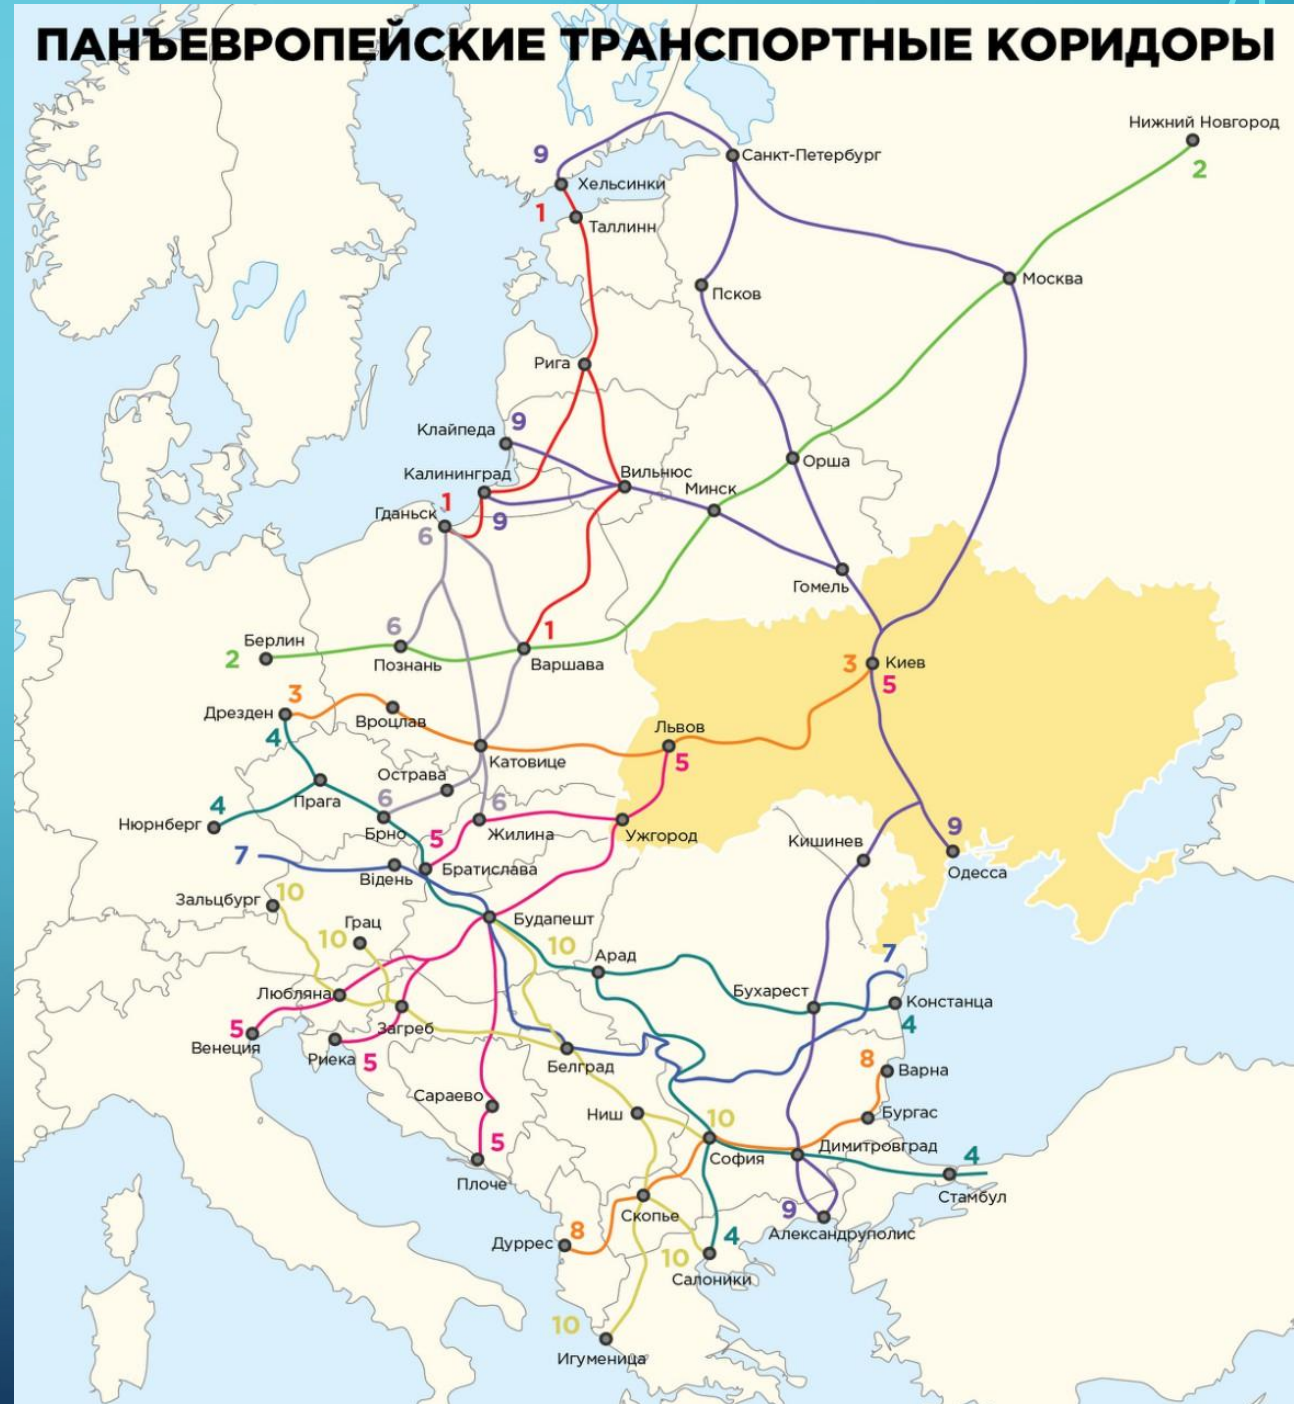 ПАНЪЕВРОПЕЙСКИЕ ТРАНСПОРТНЫЕ КОРИДОРЫ
Нижний Новгород
2
9
Санкт-Петербург
Хельсинки
1
Таллинн
Москва
Псков
Рига
9
Клайпеда
Орша
Калининград
Вильнюс
Минск
1
Гданьск
9
6
Гомель
6
1
Берлин
2
Познань
Варшава
3
Киев
5
3
Дрезден
Вроцлав
Львов
4
5
Катовице
Острава
Прага
6
6
4
Нюрнберг
Брно
5
Жилина
Ужгород
9
Кишинев
7
Відень
Братислава
Одесса
10
Зальцбург
Грац
Будапешт
10
10
Арад
7
Любляна
Бухарест
Констанца
4
5
Загреб
Венеция
Риека
5
Белград
8
Варна
Сараево
Ниш
10
Бургас
5
София
Димитровград
4
Плоче
Стамбул
Скопье
9
8
4
Александруполис
Дуррес
10
Салоники
10
Игуменица